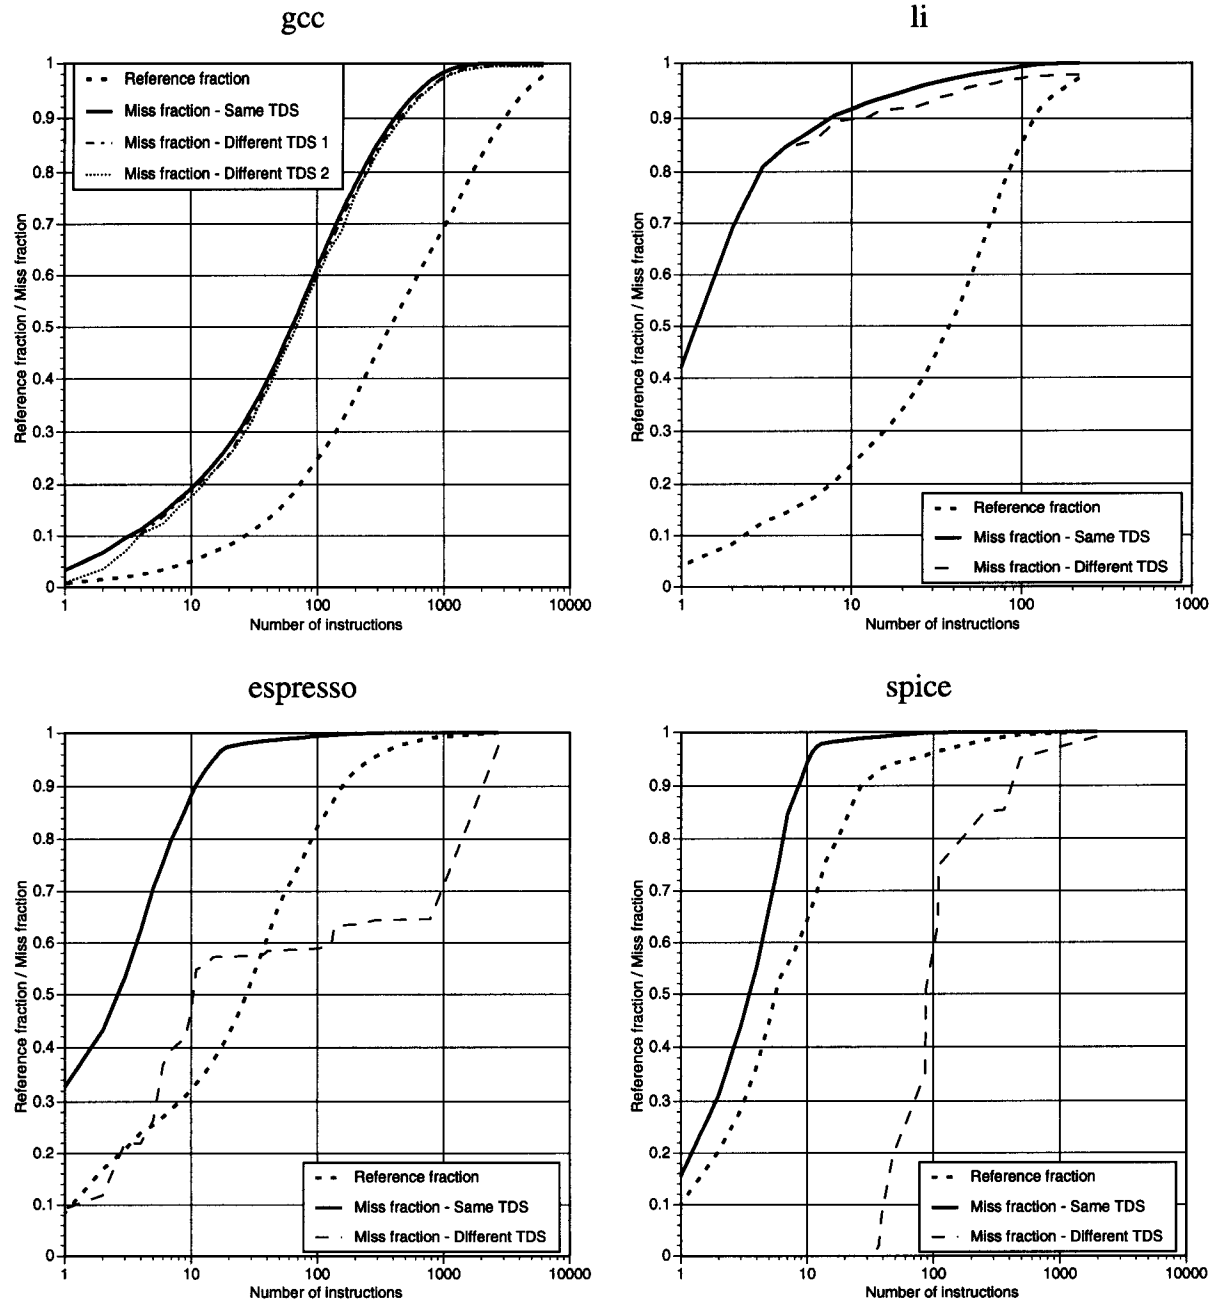 gcc
1
0.9
0.8
0.7
0.6
0.5
0.4
0.3
0.2
0.1
0
Reference fraction / Miss fraction
Reference fraction
Miss fraction - Same TDS
Miss fraction - Different TDS 1
Miss fraction - Different TDS 2
1 10 100 1000 10000
Number of instructions
li
1
0.9
0.8
0.7
0.6
0.5
0.4
0.3
0.2
0.1
0
Reference fraction / Miss fraction
Reference fraction
Miss fraction - Same TDS
Miss fraction - Different TDS
1 10 100 1000
Number of instructions
espresso
1
0.9
0.8
0.7
0.6
0.5
0.4
0.3
0.2
0.1
0
Reference fraction / Miss fraction
Reference fraction
Miss fraction - Same TDS
Miss fraction - Different TDS
1 10 100 1000 10000
Number of instructions
spice
1
0.9
0.8
0.7
0.6
0.5
0.4
0.3
0.2
0.1
0
Reference fraction / Miss fraction
Reference fraction
Miss fraction - Same TDS
Miss fraction - Different TDS
1 10 100 1000 10000
Number of instructions